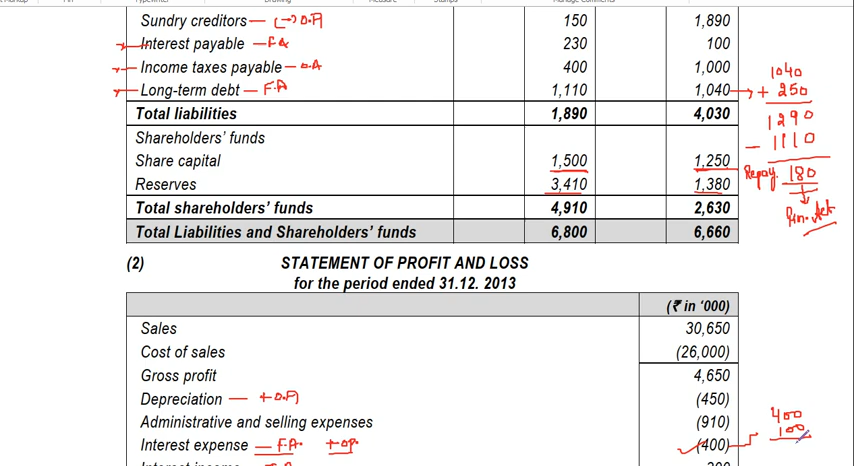 Sundry creditors — (→) O.A 150 1,890
Interest payable — F.A 230 100
Income taxes payable — O.A 400 1,000
Long-term debt — F.A 1,110 1,040
Total liabilities 1,890 4,030
Shareholders' funds
Share capital 1,500 1,250
Reserves 3,410 1,380
Total shareholders' funds 4,910 2,630
Total Liabilities and Shareholders' funds 6,800 6,660
1040
+ 250
1290
- 1110
Repay. 180
Fin. Act.
(2) STATEMENT OF PROFIT AND LOSS
for the period ended 31.12. 2013
(₹ in '000)
Sales 30,650
Cost of sales (26,000)
Gross profit 4,650
Depreciation — + O.A (450)
Administrative and selling expenses (910)
Interest expense — F.A. + OP. (400)
400
100